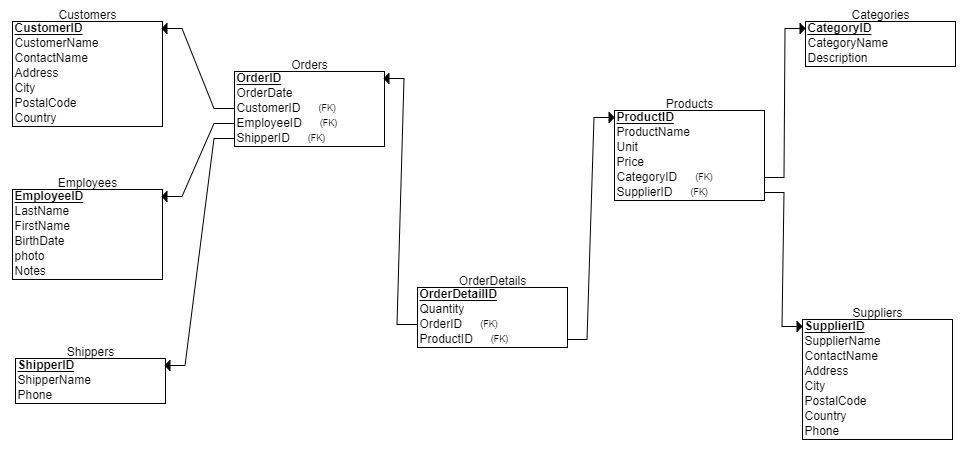 Customers
CustomerID
CustomerName
ContactName
Address
City
PostalCode
Country
Employees
EmployeeID
LastName
FirstName
BirthDate
photo
Notes
Shippers
ShipperID
ShipperName
Phone
Orders
OrderID
OrderDate
CustomerID (FK)
EmployeeID (FK)
ShipperID (FK)
OrderDetails
OrderDetailID
Quantity
OrderID (FK)
ProductID (FK)
Products
ProductID
ProductName
Unit
Price
CategoryID (FK)
SupplierID (FK)
Categories
CategoryID
CategoryName
Description
Suppliers
SupplierID
SupplierName
ContactName
Address
City
PostalCode
Country
Phone